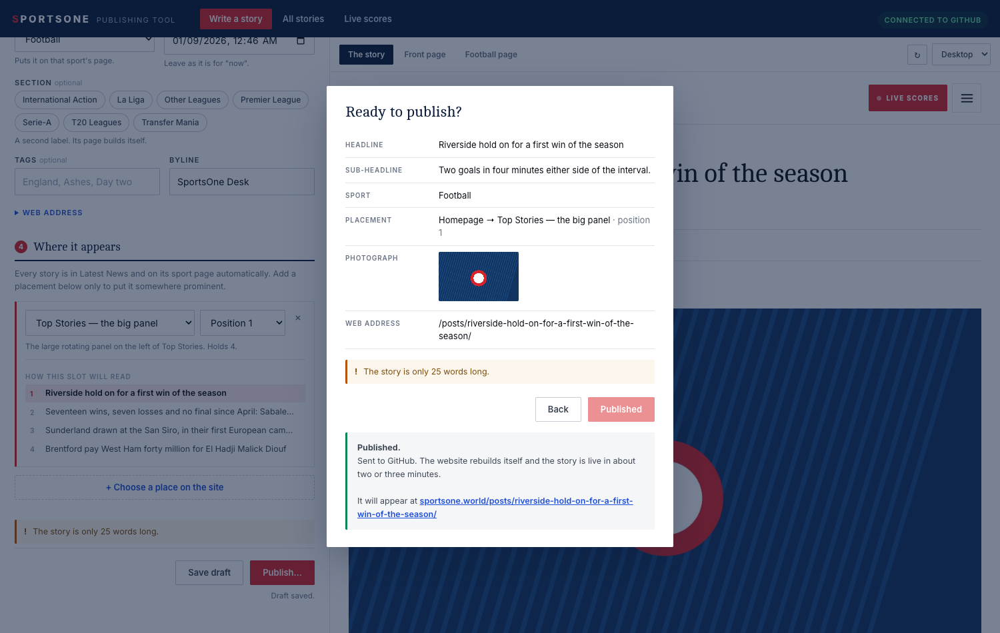 SPORTSONE PUBLISHING TOOL
Write a story
All stories
Live scores
CONNECTED TO GITHUB
Football
01/09/2026, 12:46 AM
Puts it on that sport's page.
Leave as it is for "now".
SECTION optional
International Action
La Liga
Other Leagues
Premier League
Serie-A
T20 Leagues
Transfer Mania
A second label. Its page builds itself.
TAGS optional
BYLINE
England, Ashes, Day two
SportsOne Desk
WEB ADDRESS
4 Where it appears
Every story is in Latest News and on its sport page automatically. Add a
placement below only to put it somewhere prominent.
Top Stories — the big panel
Position 1
×
The large rotating panel on the left of Top Stories. Holds 4.
HOW THIS SLOT WILL READ
1 Riverside hold on for a first win of the season
2 Seventeen wins, seven losses and no final since April: Sabale...
3 Sunderland drawn at the San Siro, in their first European cam...
4 Brentford pay West Ham forty million for El Hadji Malick Diouf
+ Choose a place on the site
! The story is only 25 words long.
Save draft
Publish...
Draft saved.
The story
Front page
Football page
↻
Desktop
LIVE SCORES
win of the season
Ready to publish?
HEADLINE
Riverside hold on for a first win of the season
SUB-HEADLINE
Two goals in four minutes either side of the interval.
SPORT
Football
PLACEMENT
Homepage → Top Stories — the big panel · position
1
PHOTOGRAPH
WEB ADDRESS
/posts/riverside-hold-on-for-a-first-win-of-the-
season/
! The story is only 25 words long.
Back
Published
Published.
Sent to GitHub. The website rebuilds itself and the story is live in about
two or three minutes.
It will appear at sportsone.world/posts/riverside-hold-on-for-a-first-
win-of-the-season/